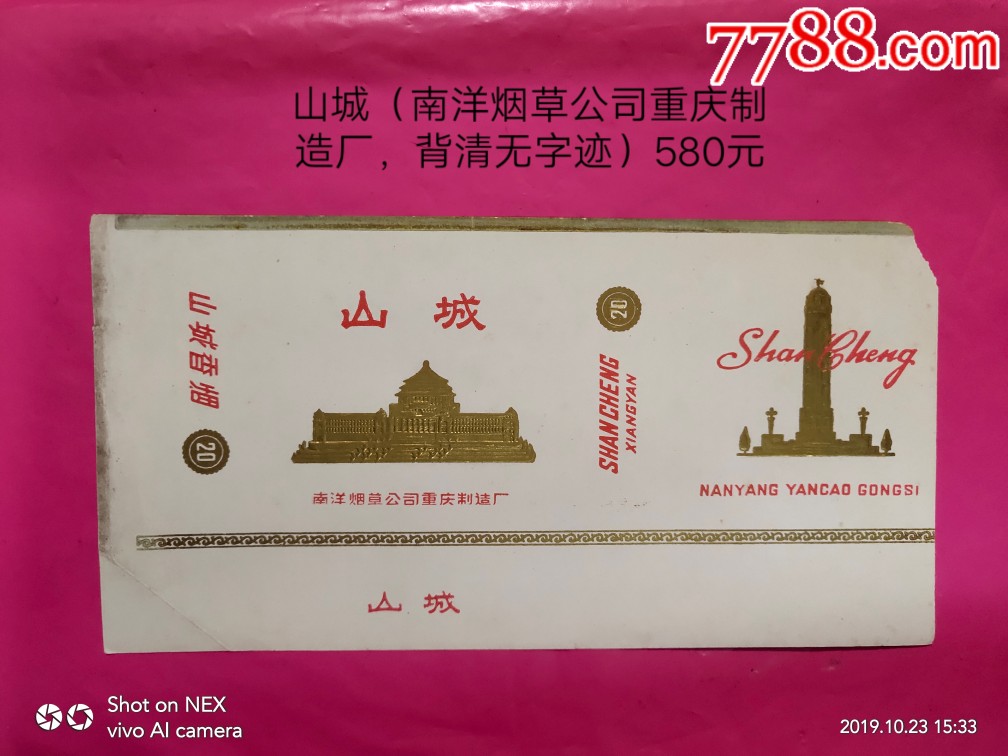 7788.com
山城（南洋烟草公司重庆制
造厂，背清无字迹）580元
山城香烟
20
山城
南洋烟草公司重庆制造厂
20
SHANCHENG
XIANGYAN
Shan Cheng
NANYANG YANCAO GONGSI
山城
Shot on NEX
vivo AI camera
2019.10.23 15:33